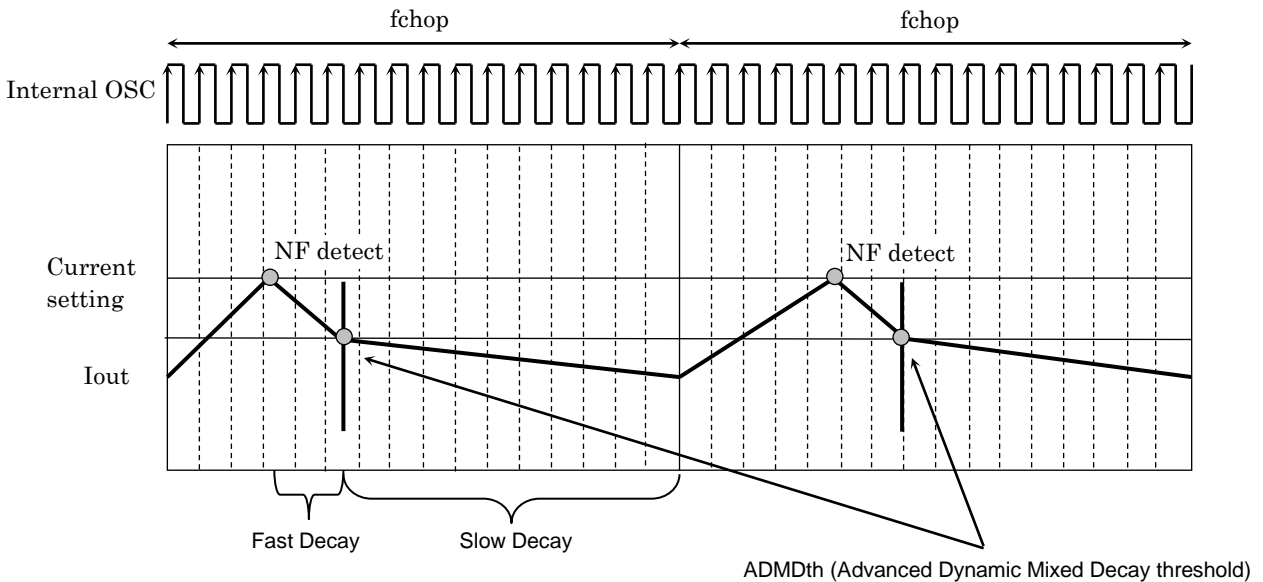 fchop
fchop
Internal OSC
NF detect
NF detect
Current
setting
Iout
Fast Decay
Slow Decay
ADMDth (Advanced Dynamic Mixed Decay threshold)